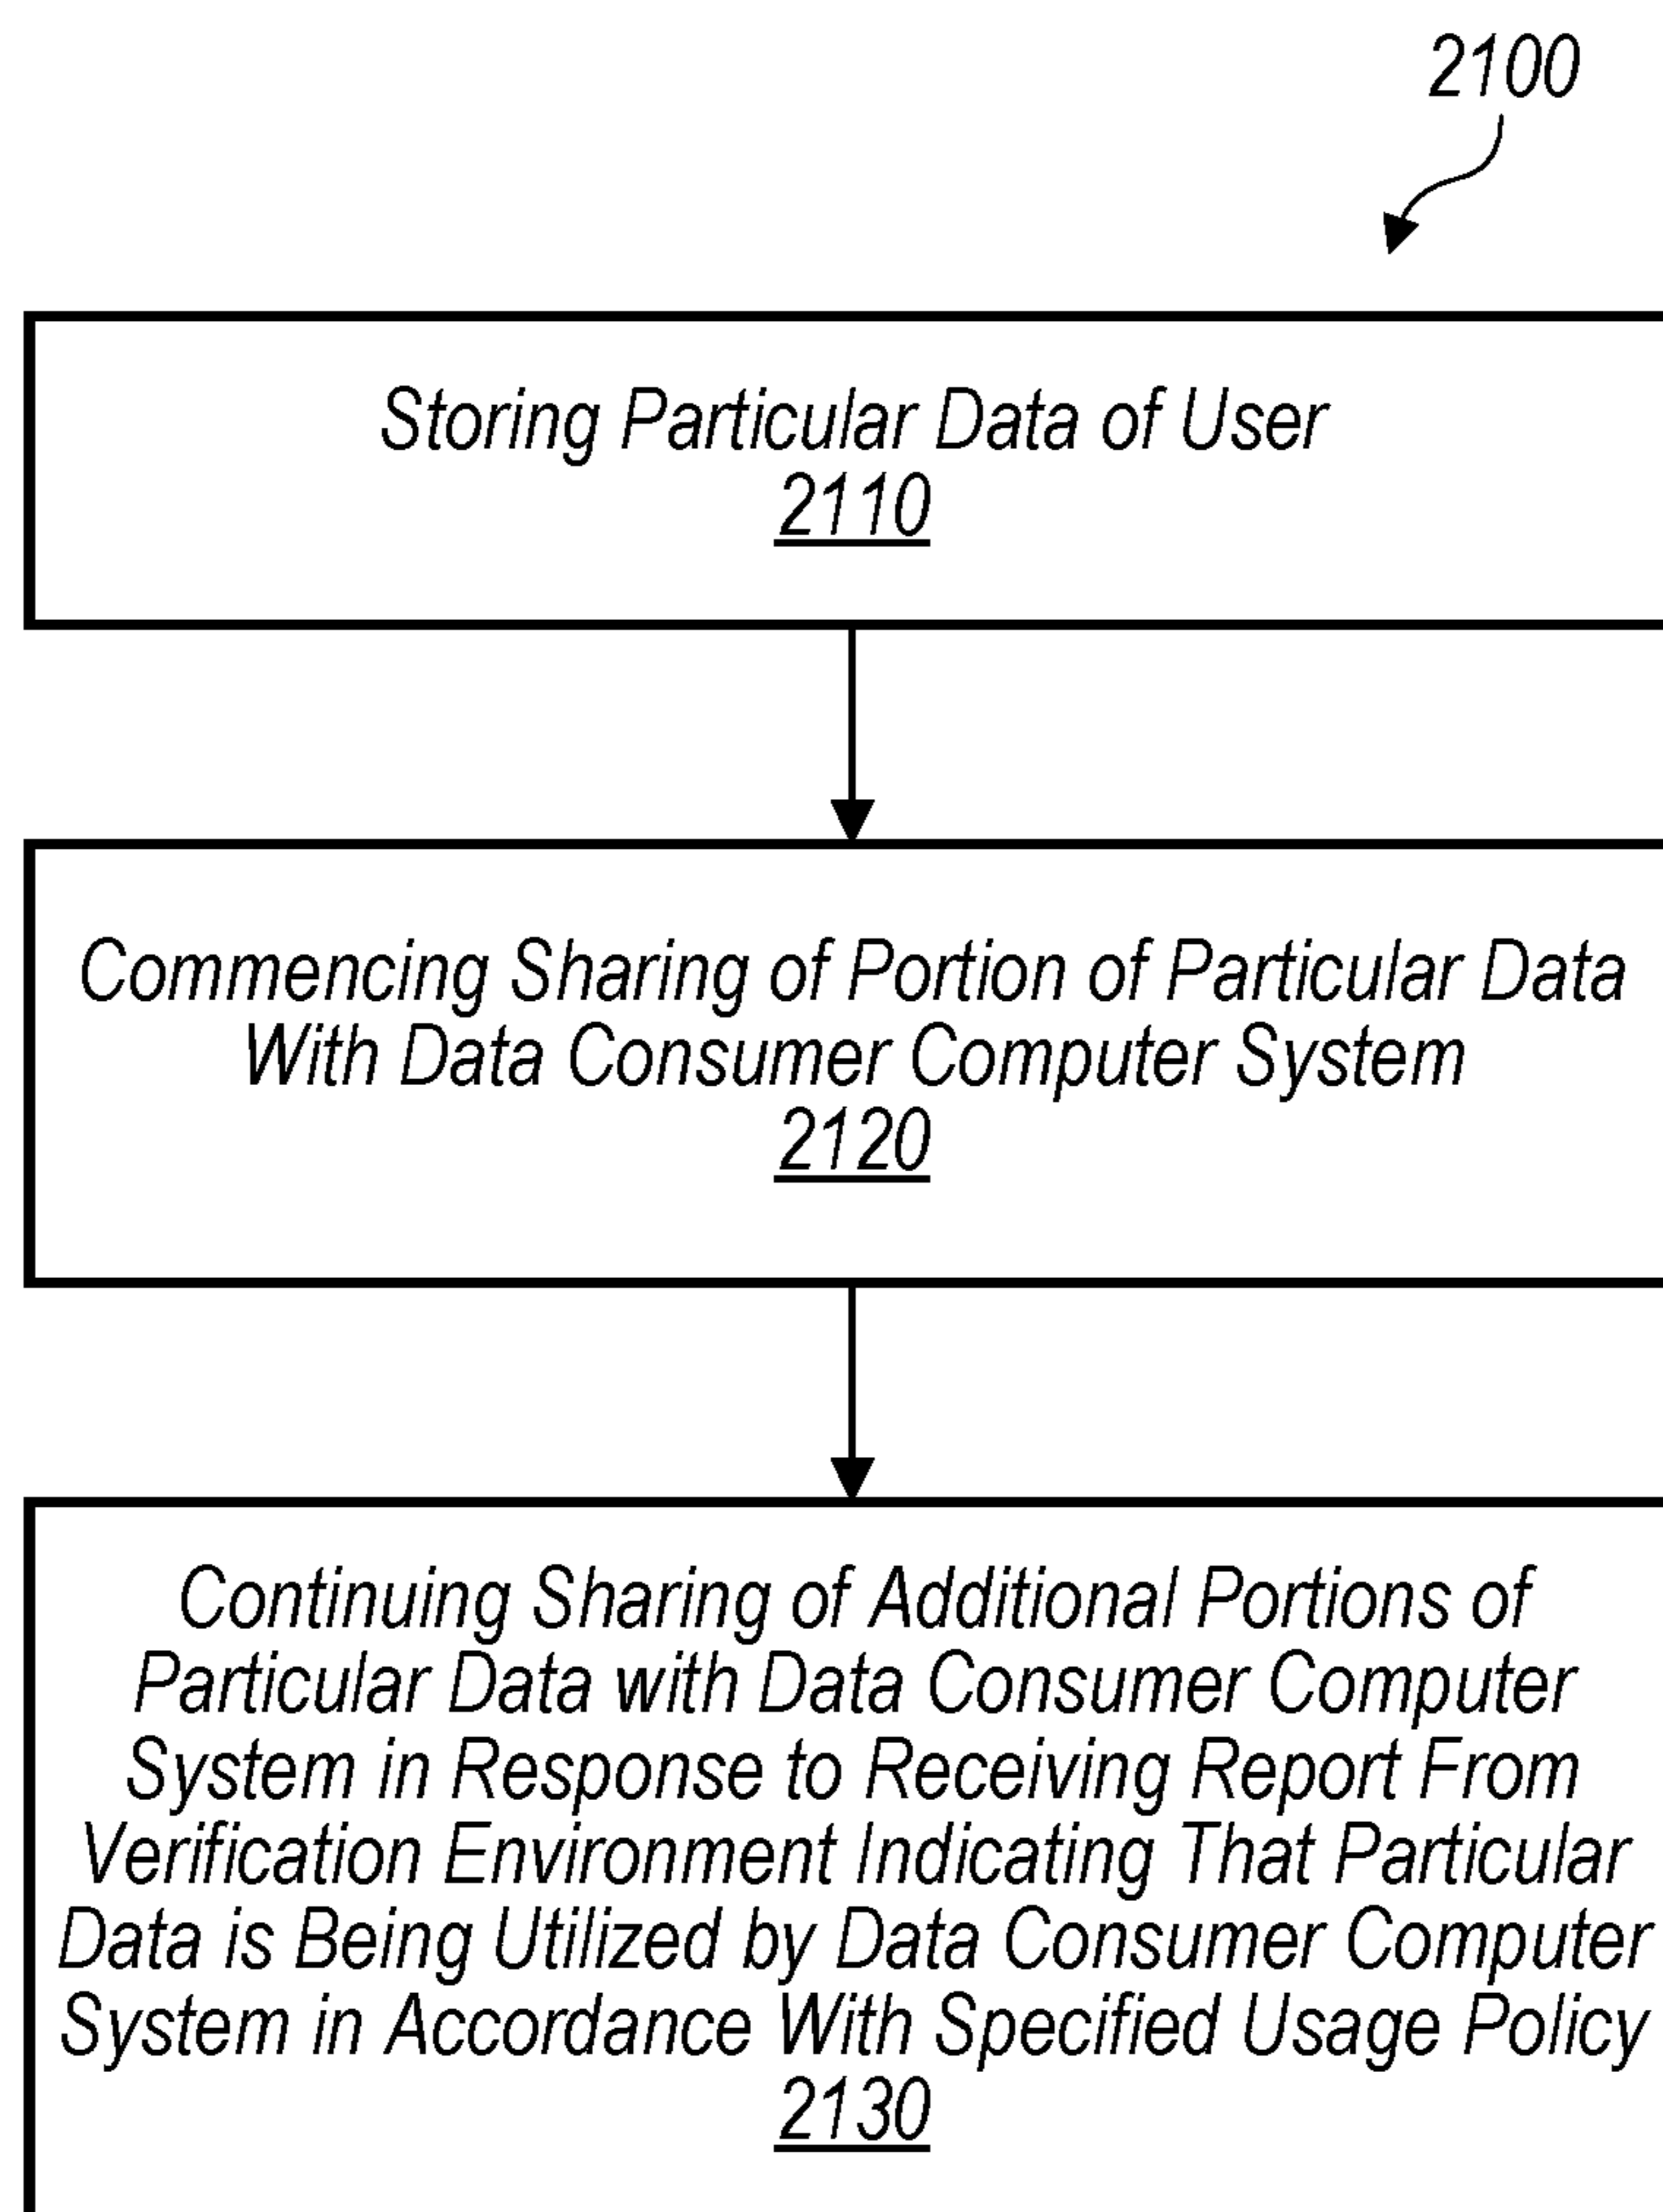 2100
Storing Particular Data of User
2110
Commencing Sharing of Portion of Particular Data
With Data Consumer Computer System
2120
Continuing Sharing of Additional Portions of
Particular Data with Data Consumer Computer
System in Response to Receiving Report From
Verification Environment Indicating That Particular
Data is Being Utilized by Data Consumer Computer
System in Accordance With Specified Usage Policy
2130